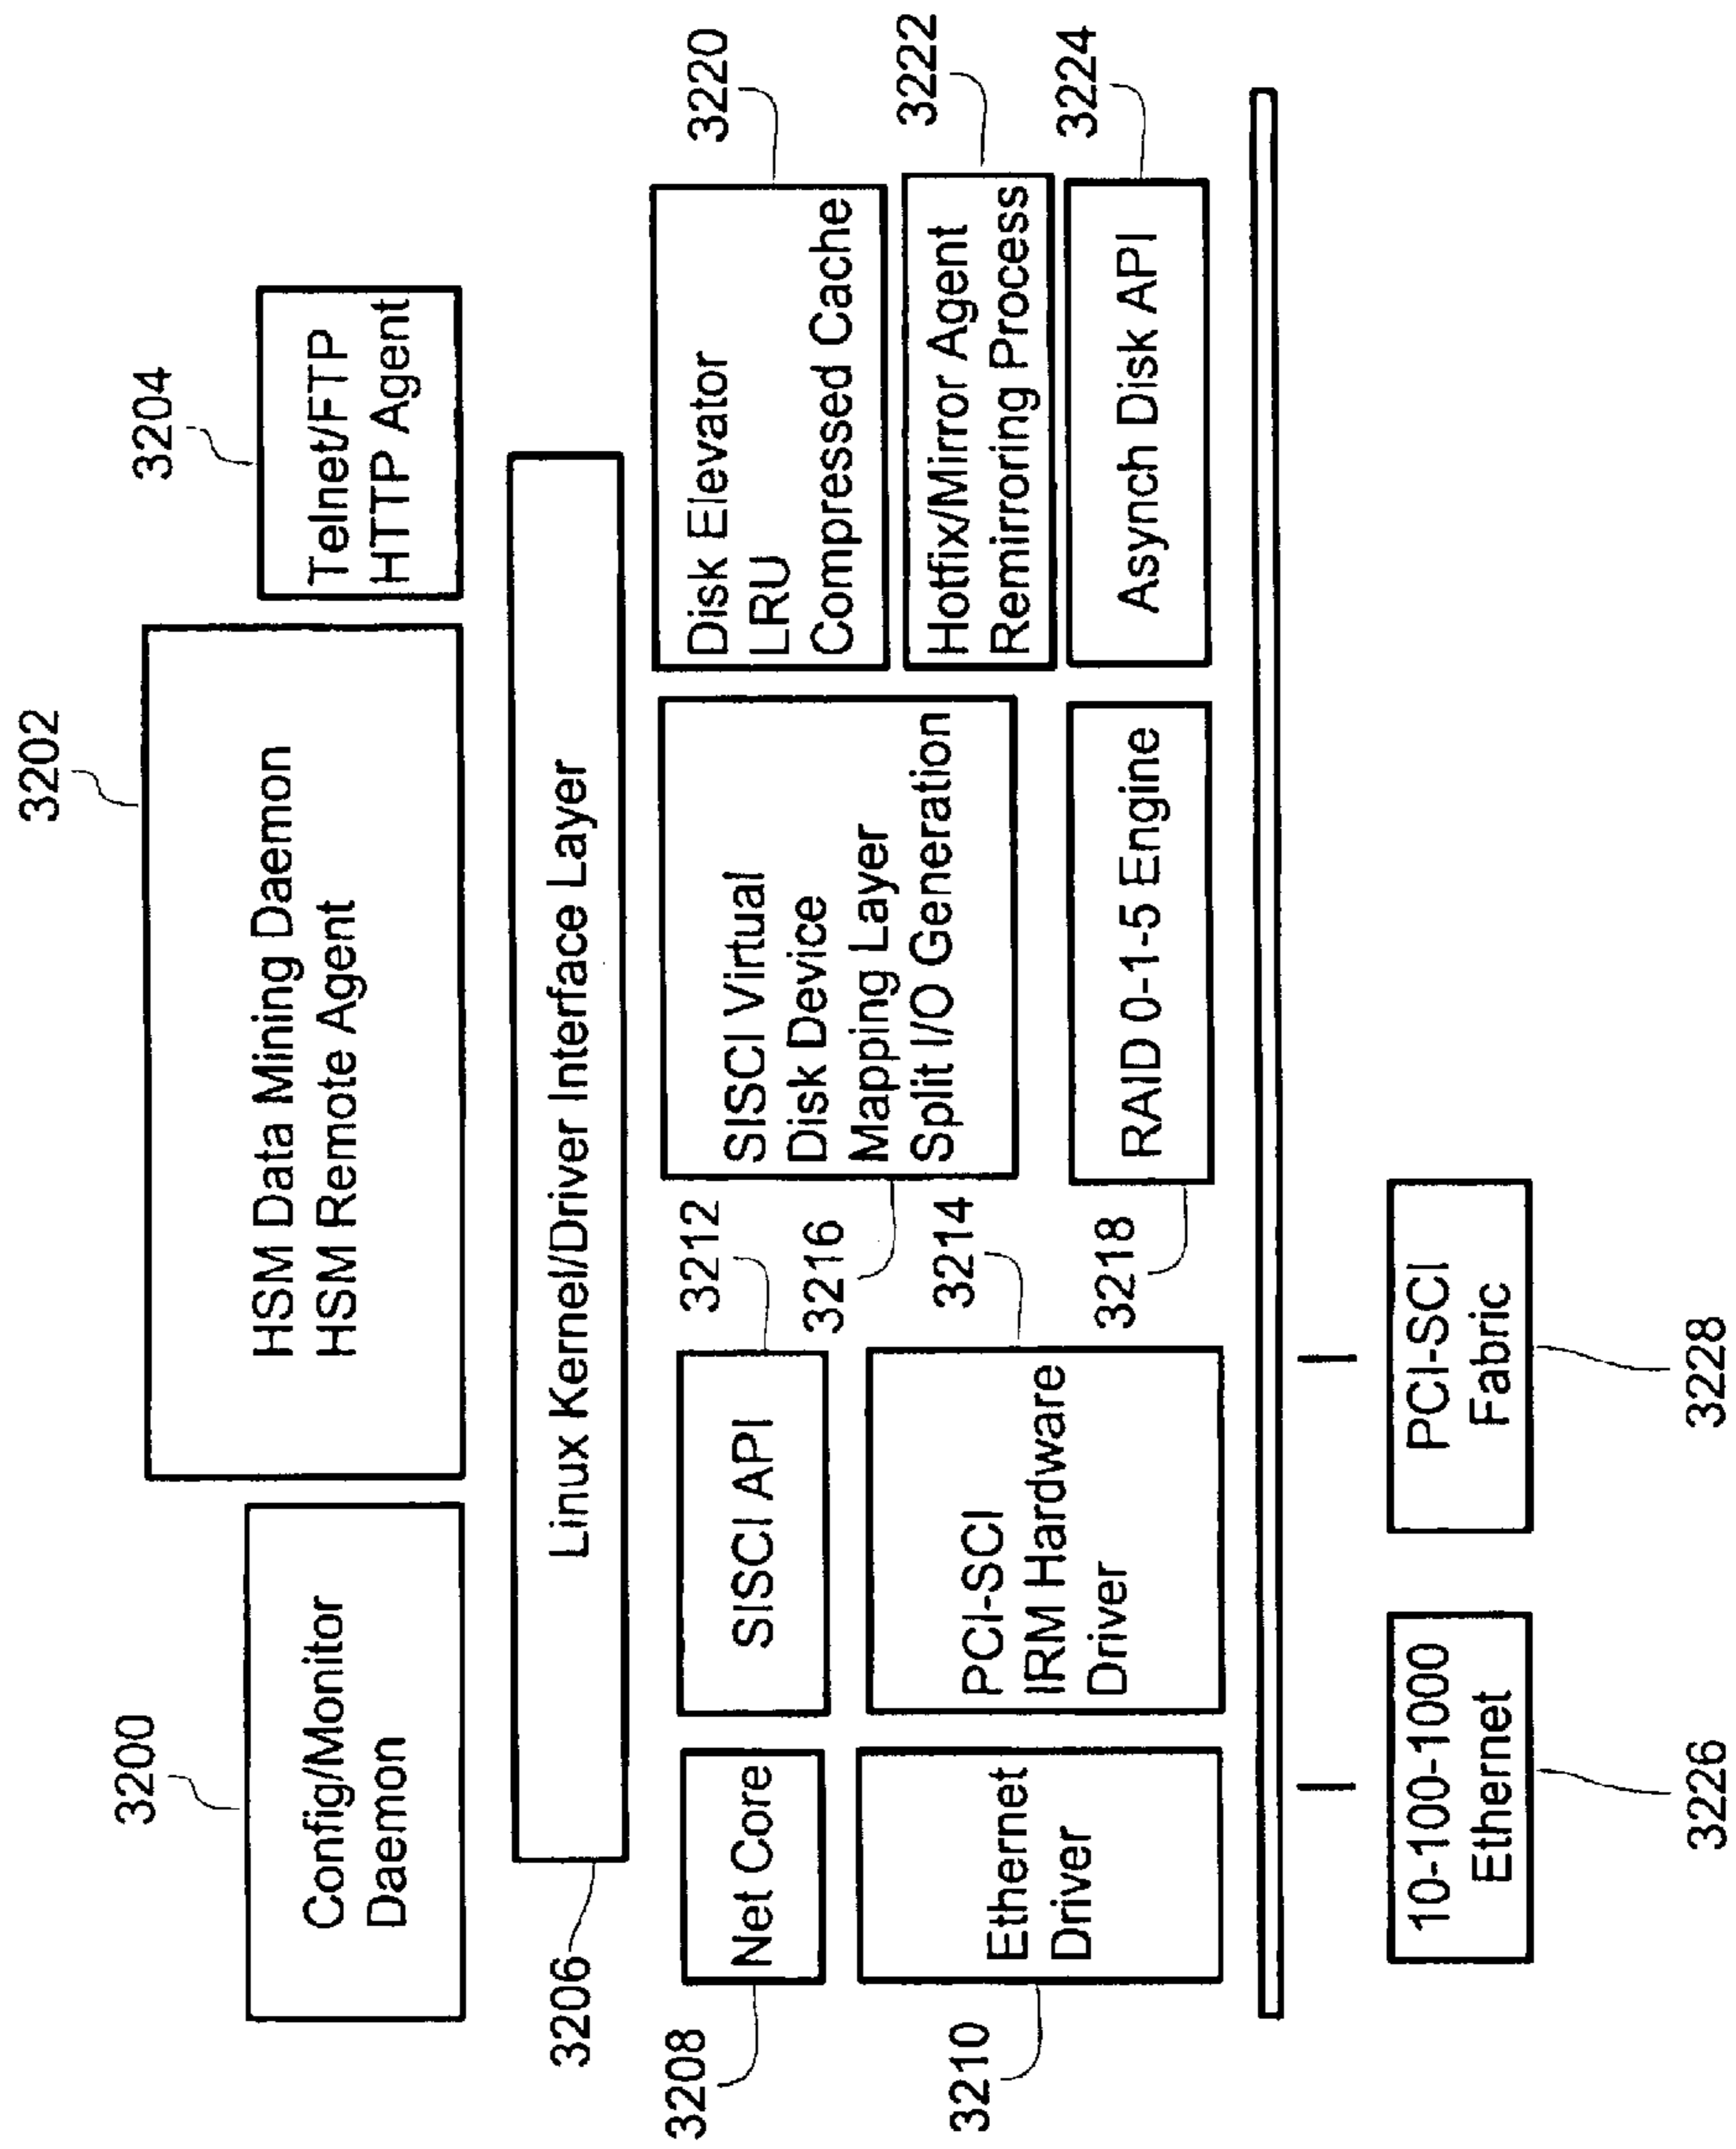 3202
3200
3204
Config/Monitor
Daemon
HSM Data Mining Daemon
HSM Remote Agent
Telnet/FTP
HTTP Agent
3206
Linux Kernel/Driver Interface Layer
3208
Net Core
3210
Ethernet
Driver
SISCI API
3212
PCI-SCI
IRM Hardware
Driver
3214
SISCI Virtual
Disk Device
Mapping Layer
Split I/O Generation
3216
RAID 0-1-5 Engine
3218
Disk Elevator
LRU
Compressed Cache
3220
Hotfix/Mirror Agent
Remirroring Process
3222
Asynch Disk API
3224
10-100-1000
Ethernet
3226
PCI-SCI
Fabric
3228